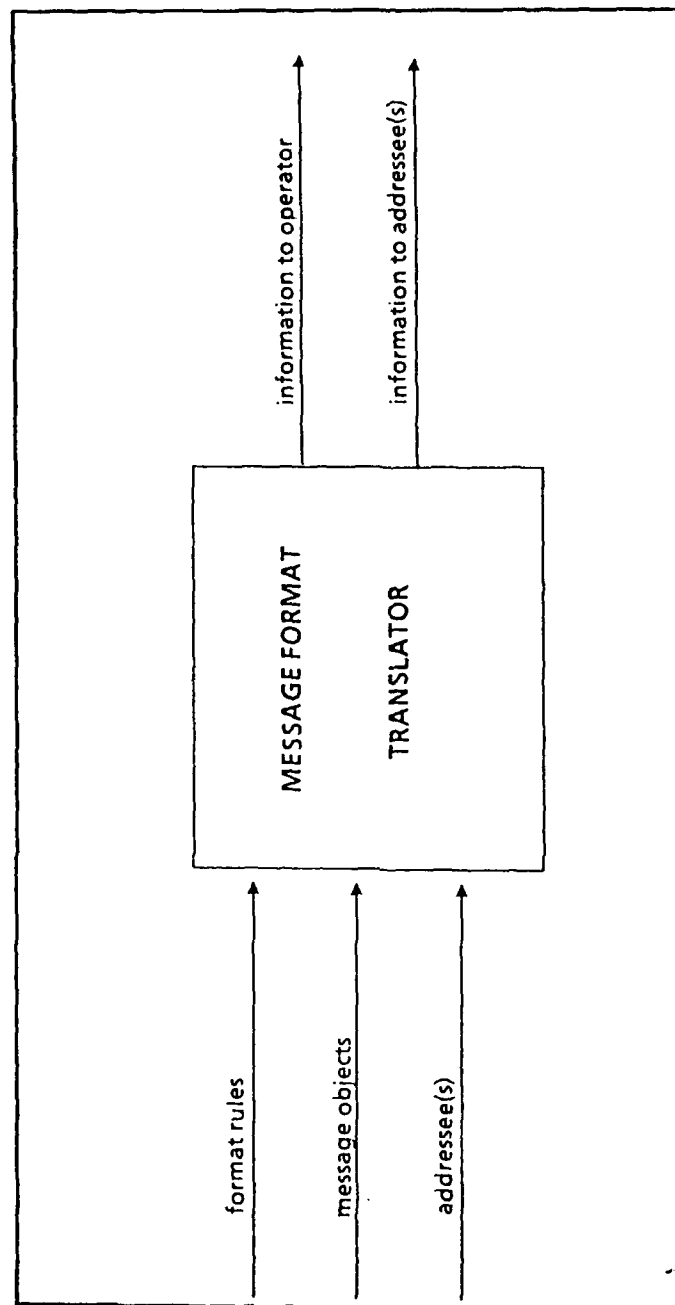 format rules
message objects
addressee(s)
MESSAGE FORMAT
TRANSLATOR
information to operator
information to addressee(s)